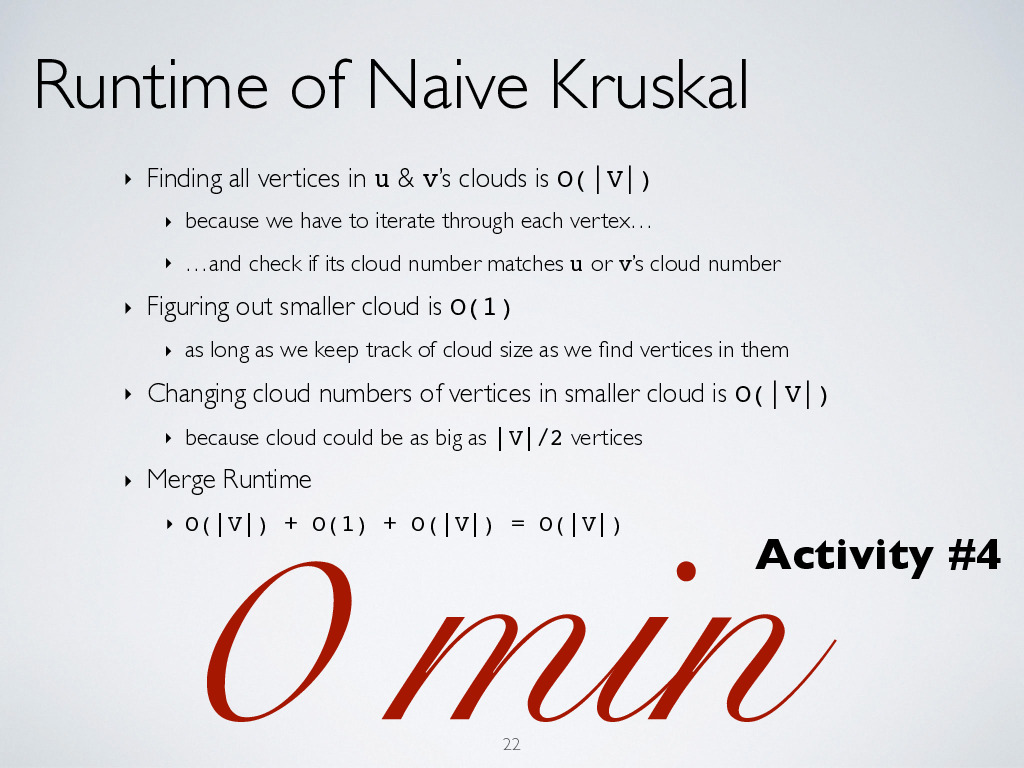 Runtime of Naive Kruskal
‣ Finding all vertices in u & v’s clouds is O(|V|)
‣ because we have to iterate through each vertex…
‣ …and check if its cloud number matches u or v’s cloud number
‣ Figuring out smaller cloud is O(1)
‣ as long as we keep track of cloud size as we find vertices in them
‣ Changing cloud numbers of vertices in smaller cloud is O(|V|)
‣ because cloud could be as big as |V|/2 vertices
‣ Merge Runtime
‣ O(|V|) + O(1) + O(|V|) = O(|V|)
Activity #4
0 min
22